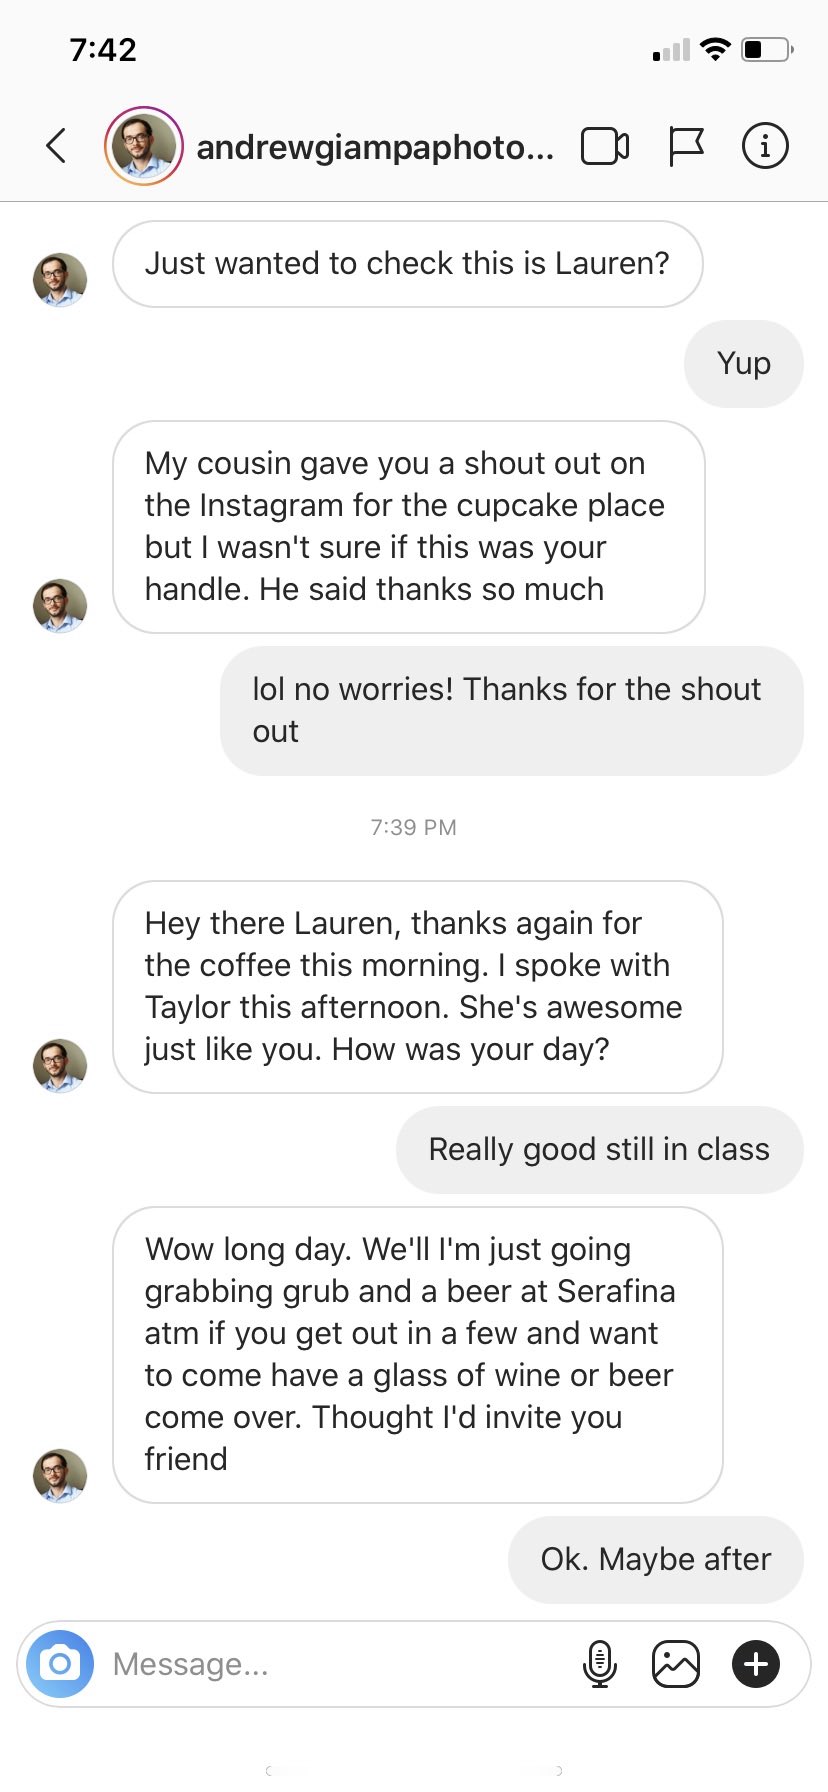 7:42
andrewgiampaphoto...
Just wanted to check this is Lauren?
Yup
My cousin gave you a shout out on
the Instagram for the cupcake place
but I wasn't sure if this was your
handle. He said thanks so much
lol no worries! Thanks for the shout
out
7:39 PM
Hey there Lauren, thanks again for
the coffee this morning. I spoke with
Taylor this afternoon. She's awesome
just like you. How was your day?
Really good still in class
Wow long day. We'll I'm just going
grabbing grub and a beer at Serafina
atm if you get out in a few and want
to come have a glass of wine or beer
come over. Thought I'd invite you
friend
Ok. Maybe after
Message...